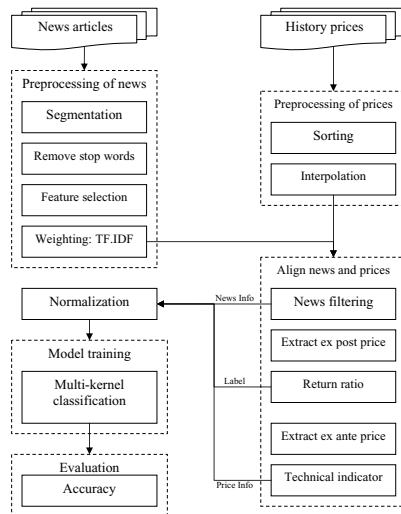 News articles
History prices
Preprocessing of news
Segmentation
Remove stop words
Feature selection
Weighting: TF.IDF
Preprocessing of prices
Sorting
Interpolation
Align news and prices
News filtering
Extract ex post price
Return ratio
Extract ex ante price
Technical indicator
News Info
Label
Price Info
Normalization
Model training
Multi-kernel
classification
Evaluation
Accuracy